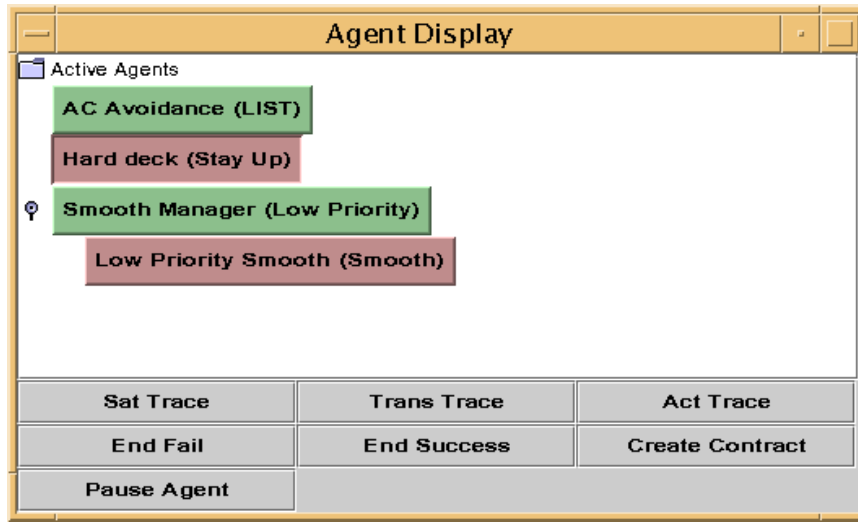 Agent Display
Active Agents
AC Avoidance (LIST)
Hard deck (Stay Up)
Smooth Manager (Low Priority)
Low Priority Smooth (Smooth)
Sat Trace Trans Trace Act Trace
End Fail End Success Create Contract
Pause Agent